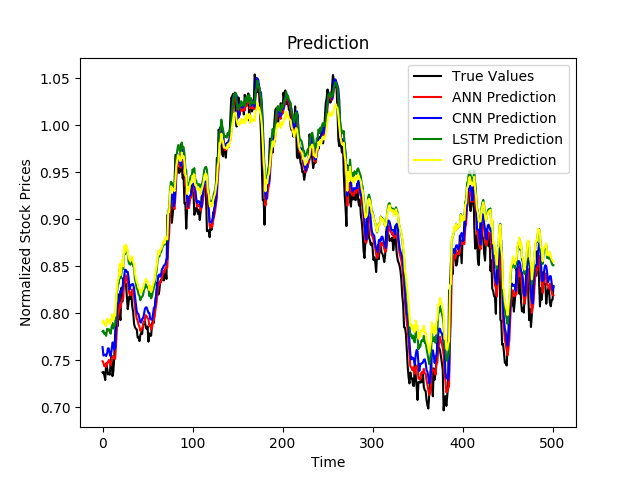 Prediction
True Values
ANN Prediction
CNN Prediction
LSTM Prediction
GRU Prediction
Normalized Stock Prices
1.05
1.00
0.95
0.90
0.85
0.80
0.75
0.70
0
100
200
300
400
500
Time